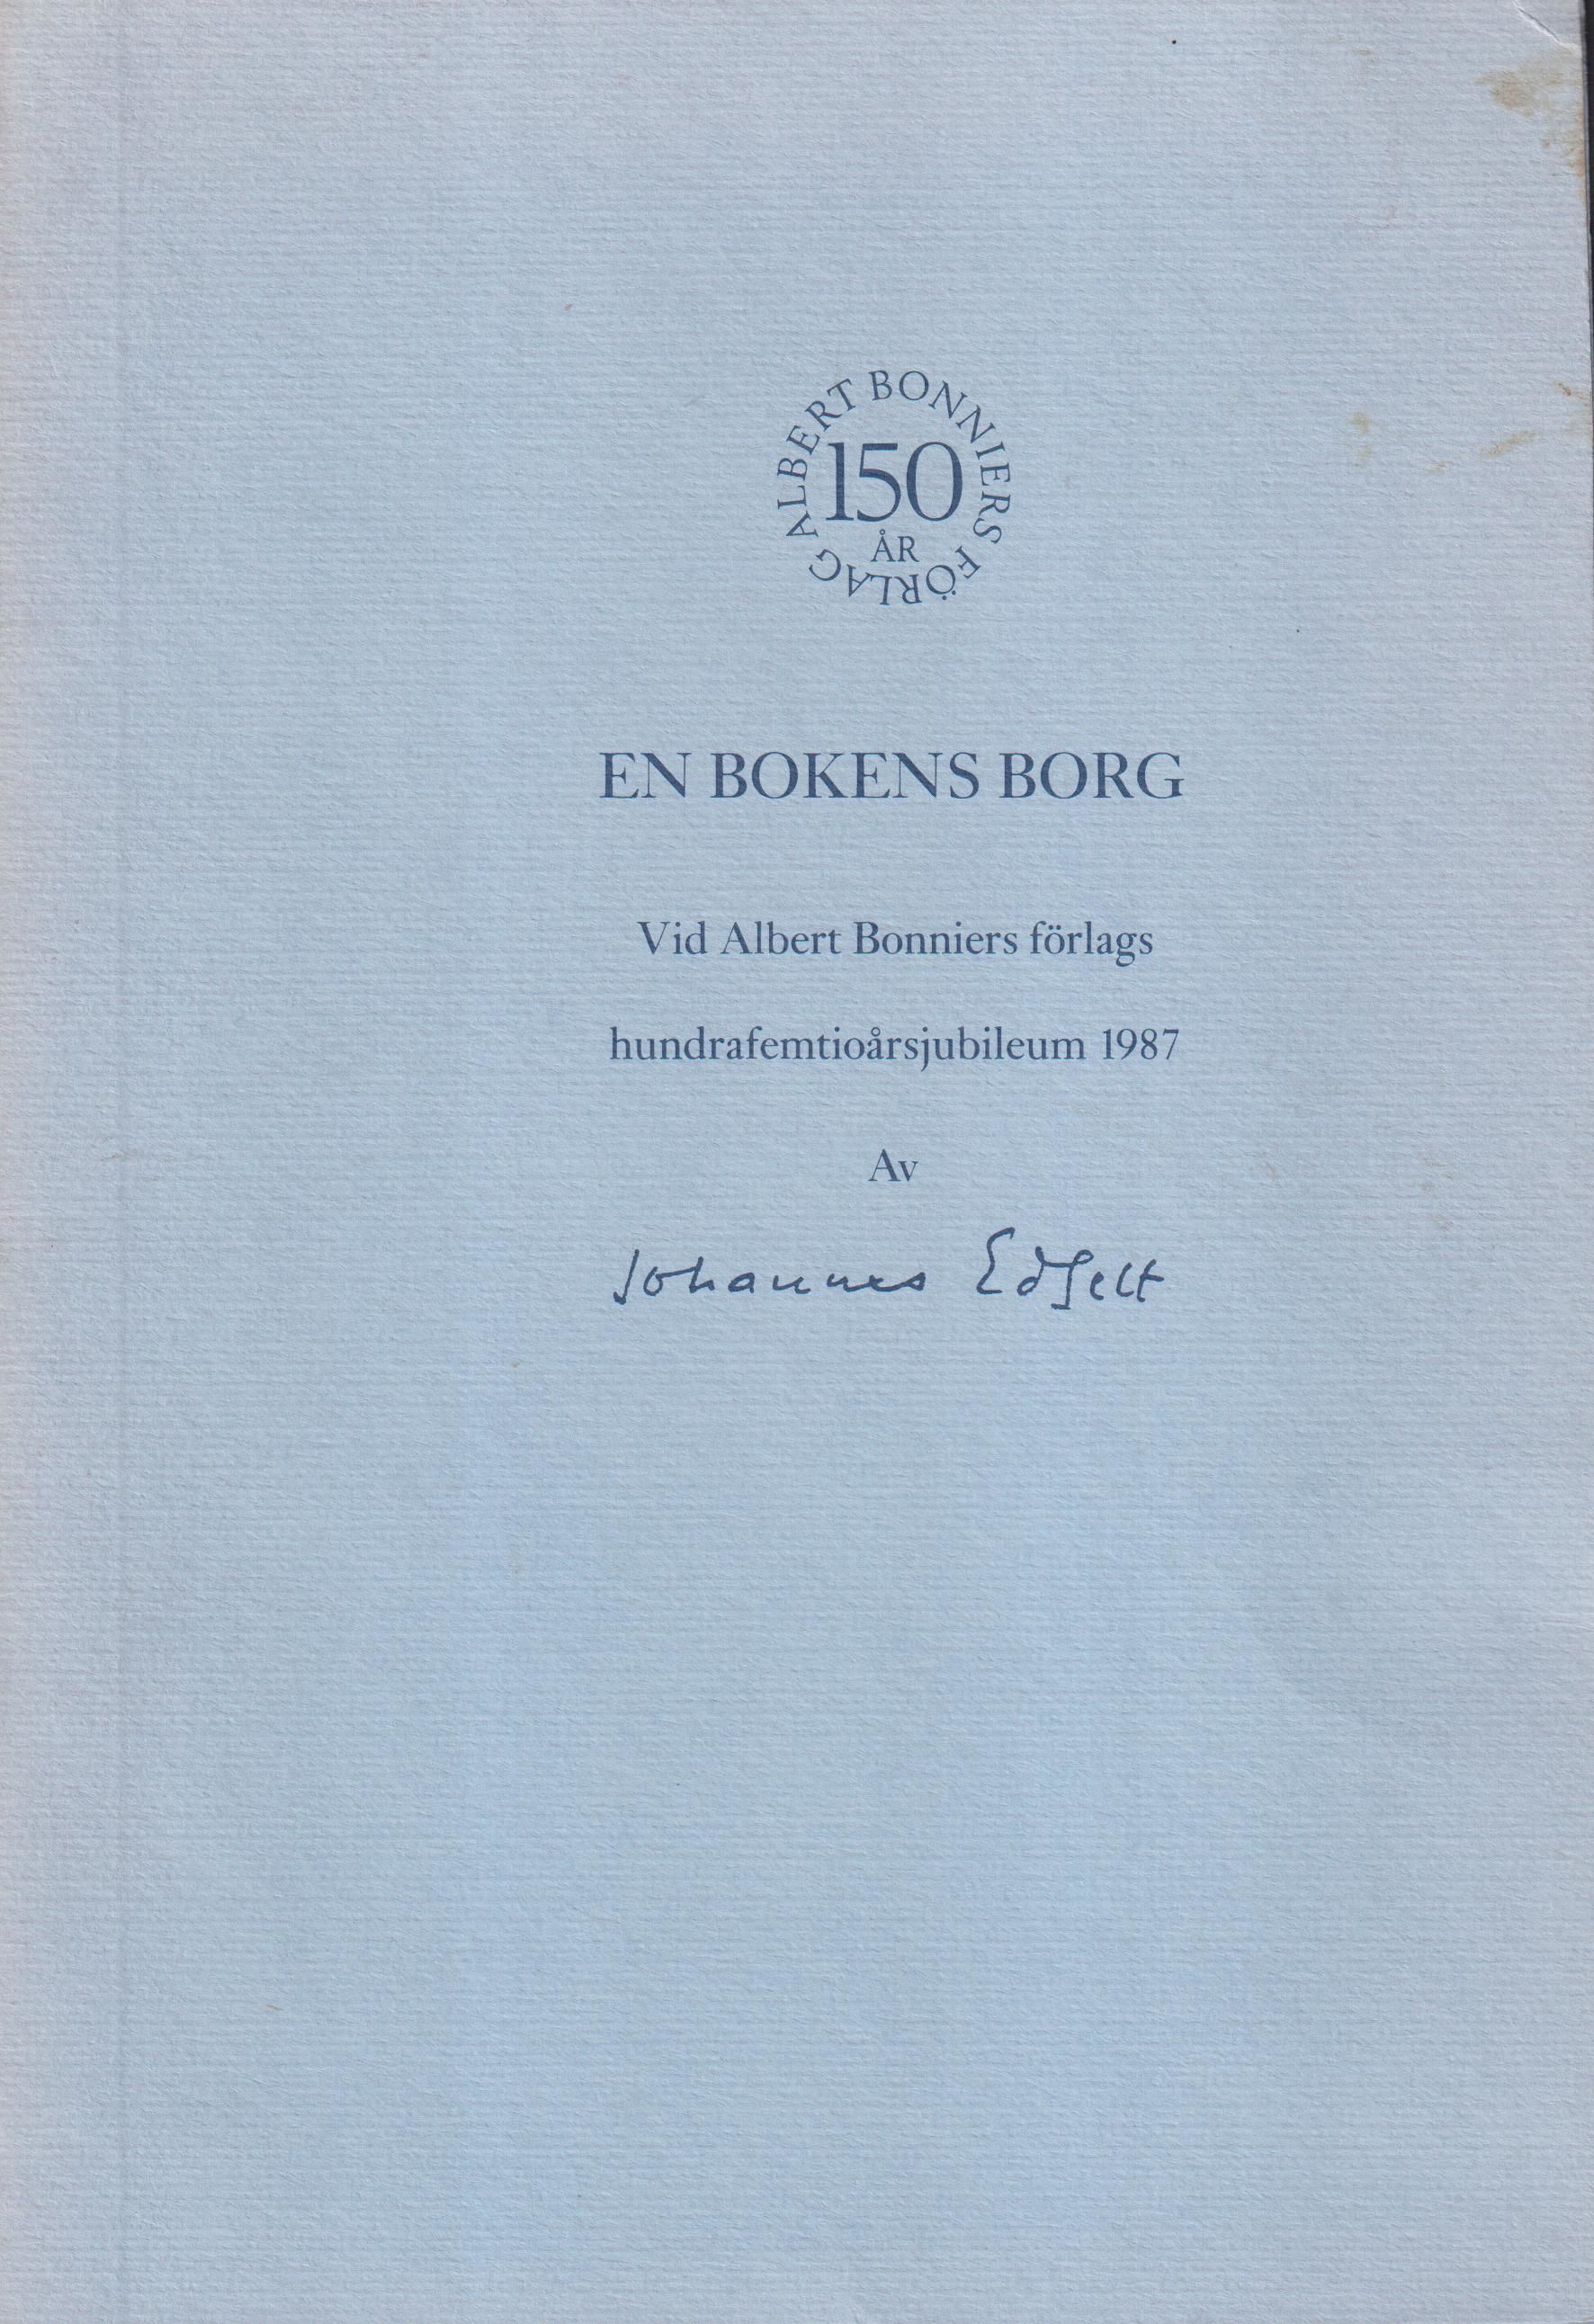 ALBERT BONNIERS FÖRLAG
150
ÅR
EN BOKENS BORG
Vid Albert Bonniers förlags
hundrafemtioårsjubileum 1987
Av
Johannes Edfelt